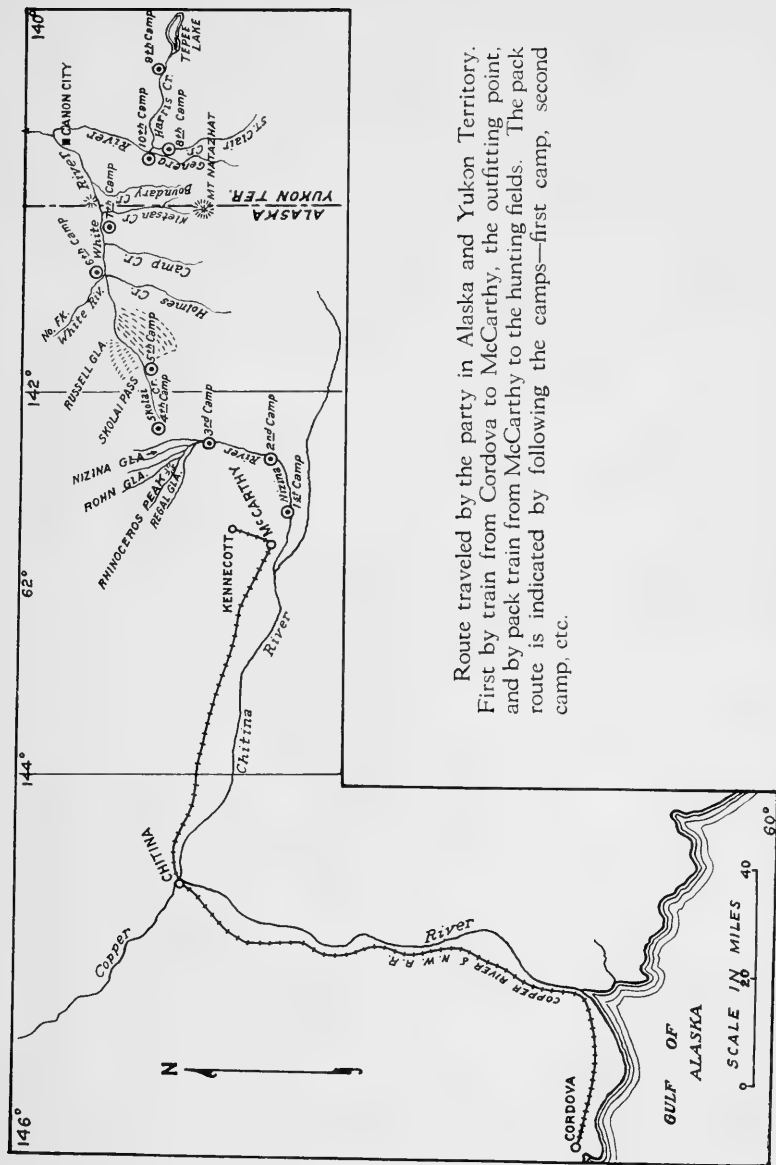 146°
144°
142°
140°
62°
60°
N
Copper
CHITINA
Chitina
River
KENNECOTT
McCARTHY
Nizina
River
1st Camp
2nd Camp
3rd Camp
NIZINA GLA.
ROHN GLA.
RHINOCEROS PEAK
REGAL GLA.
SKOLAI PASS
RUSSELL GLA.
Skolai Cr.
4th Camp
5th Camp
No. FK.
White Riv.
6th Camp
White
River
7th Camp
Holmes Cr.
Camp Cr.
Kletsan Cr.
Boundary Cr.
MT NATAZHAT
ALASKA
YUKON TER.
CANON CITY
Generc
River
10th Camp
8th Camp
Harris Cr.
9th Camp
TEPEE
LAKE
St. Clair
Cr.
River
COPPER RIVER & N.W. R.R.
CORDOVA
GULF OF
ALASKA
SCALE IN MILES
0 20 40
Route traveled by the party in Alaska and Yukon Territory.
First by train from Cordova to McCarthy, the outfitting point,
and by pack train from McCarthy to the hunting fields. The pack
route is indicated by following the camps—first camp, second
camp, etc.